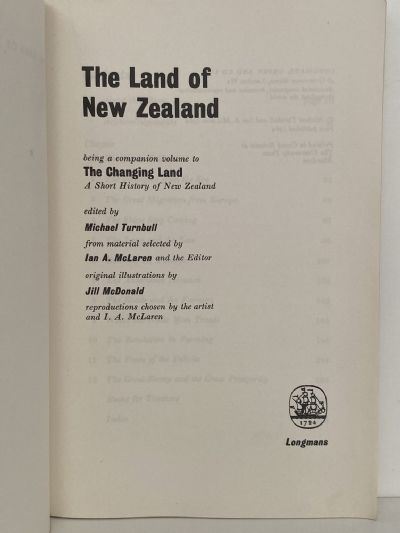 The Land of
New Zealand
being a companion volume to
The Changing Land
A Short History of New Zealand
edited by
Michael Turnbull
from material selected by
Ian A. McLaren and the Editor
original illustrations by
Jill McDonald
reproductions chosen by the artist
and I. A. McLaren
1724
Longmans